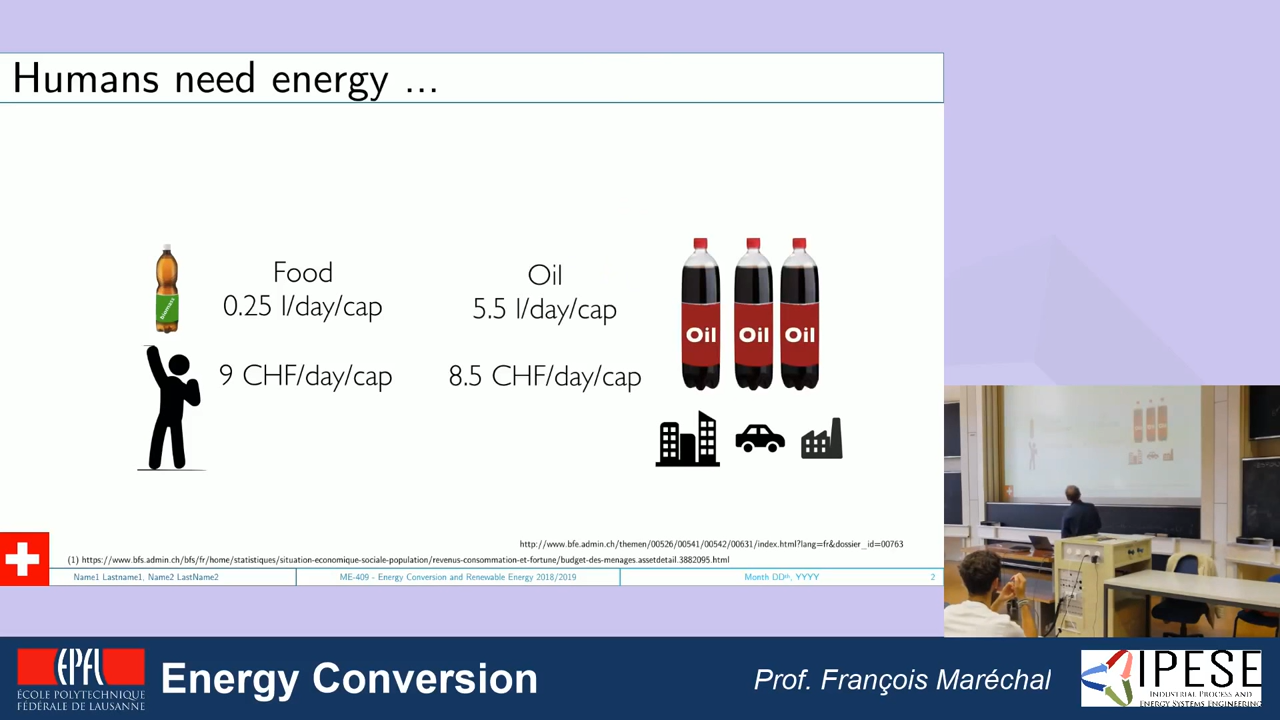 Humans need energy ...
Food
0.25 l/day/cap
9 CHF/day/cap
Oil
5.5 l/day/cap
8.5 CHF/day/cap
biomass
Oil
Oil
Oil
http://www.bfe.admin.ch/themen/00526/00541/00542/00631/index.html?lang=fr&dossier_id=00763
(1) https://www.bfs.admin.ch/bfs/fr/home/statistiques/situation-economique-sociale-population/revenus-consommation-et-fortune/budget-des-menages.assetdetail.3882095.html
Name1 Lastname1, Name2 LastName2
ME-409 - Energy Conversion and Renewable Energy 2018/2019
Month DDth, YYYY
2
EPFL
ÉCOLE POLYTECHNIQUE
FÉDÉRALE DE LAUSANNE
Energy Conversion
Prof. François Maréchal
IPESE
INDUSTRIAL PROCESS AND
ENERGY SYSTEMS ENGINEERING